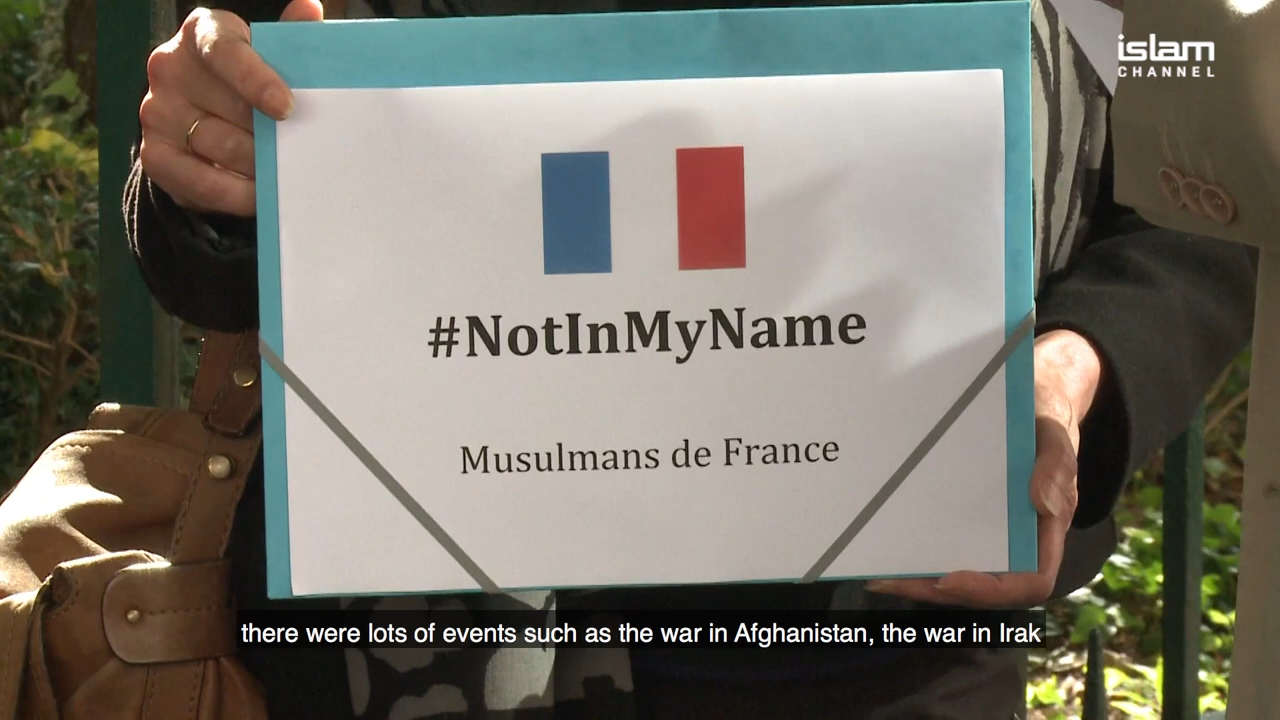 islam
CHANNEL
#NotInMyName
Musulmans de France
there were lots of events such as the war in Afghanistan, the war in Irak